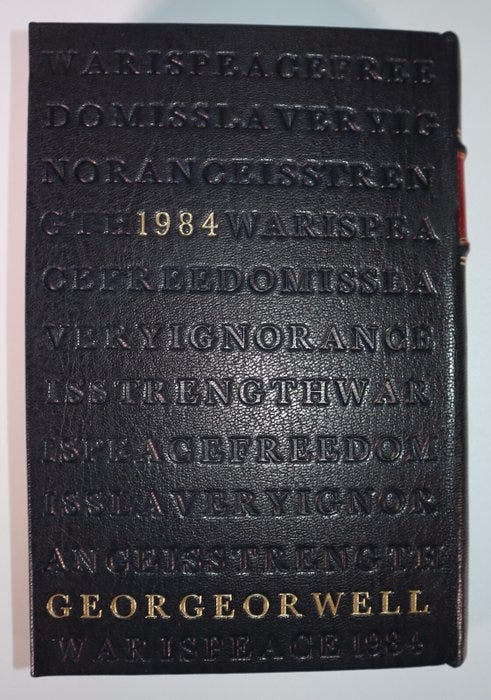 WARISPEACEFREE
DOMISSLAVERYIG
NORANCEISSTREN
GTH1984WARISPEA
CEFREEDOMISSLA
VERYIGNORANCE
ISSTRENGTHWAR
ISPEACEFREEDOM
ISSLAVERYIGNOR
ANCEISSTRENGTH
GEORGEORWELL
WARISPEACE1984